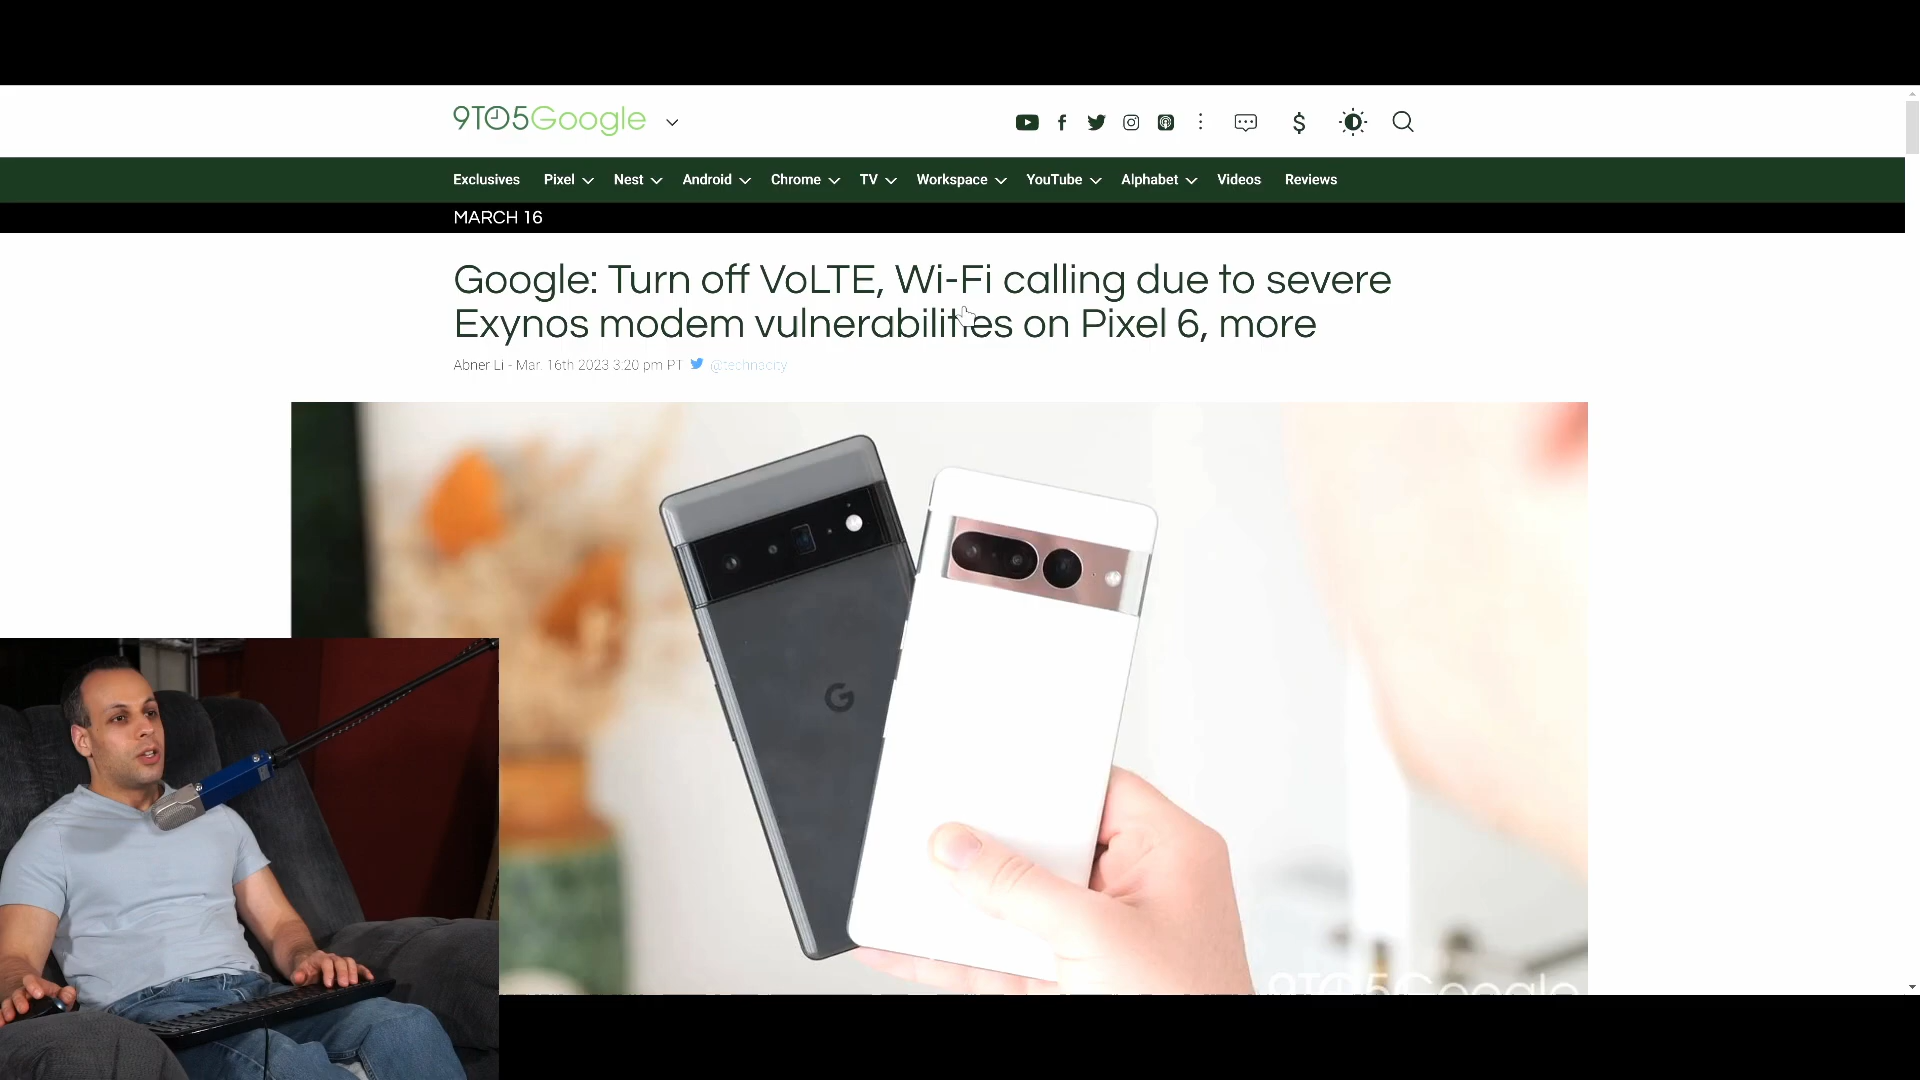 9TO5Google
Exclusives Pixel Nest Android Chrome TV Workspace YouTube Alphabet Videos Reviews
MARCH 16
Google: Turn off VoLTE, Wi-Fi calling due to severe
Exynos modem vulnerabilities on Pixel 6, more
Abner Li - Mar. 16th 2023 3:20 pm PT @technacity
9TO5Google